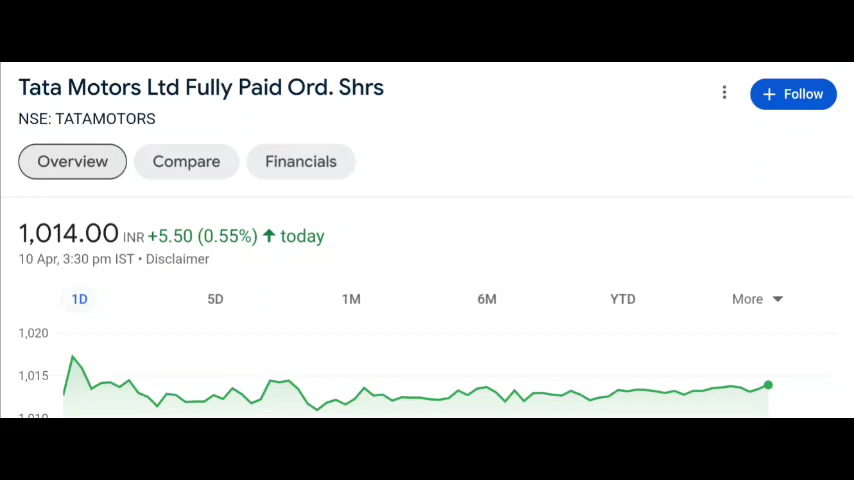 Tata Motors Ltd Fully Paid Ord. Shrs
+ Follow
NSE: TATAMOTORS
Overview Compare Financials
1,014.00 INR +5.50 (0.55%) ↑ today
10 Apr, 3:30 pm IST • Disclaimer
1D 5D 1M 6M YTD More
1,020
1,015
1,010